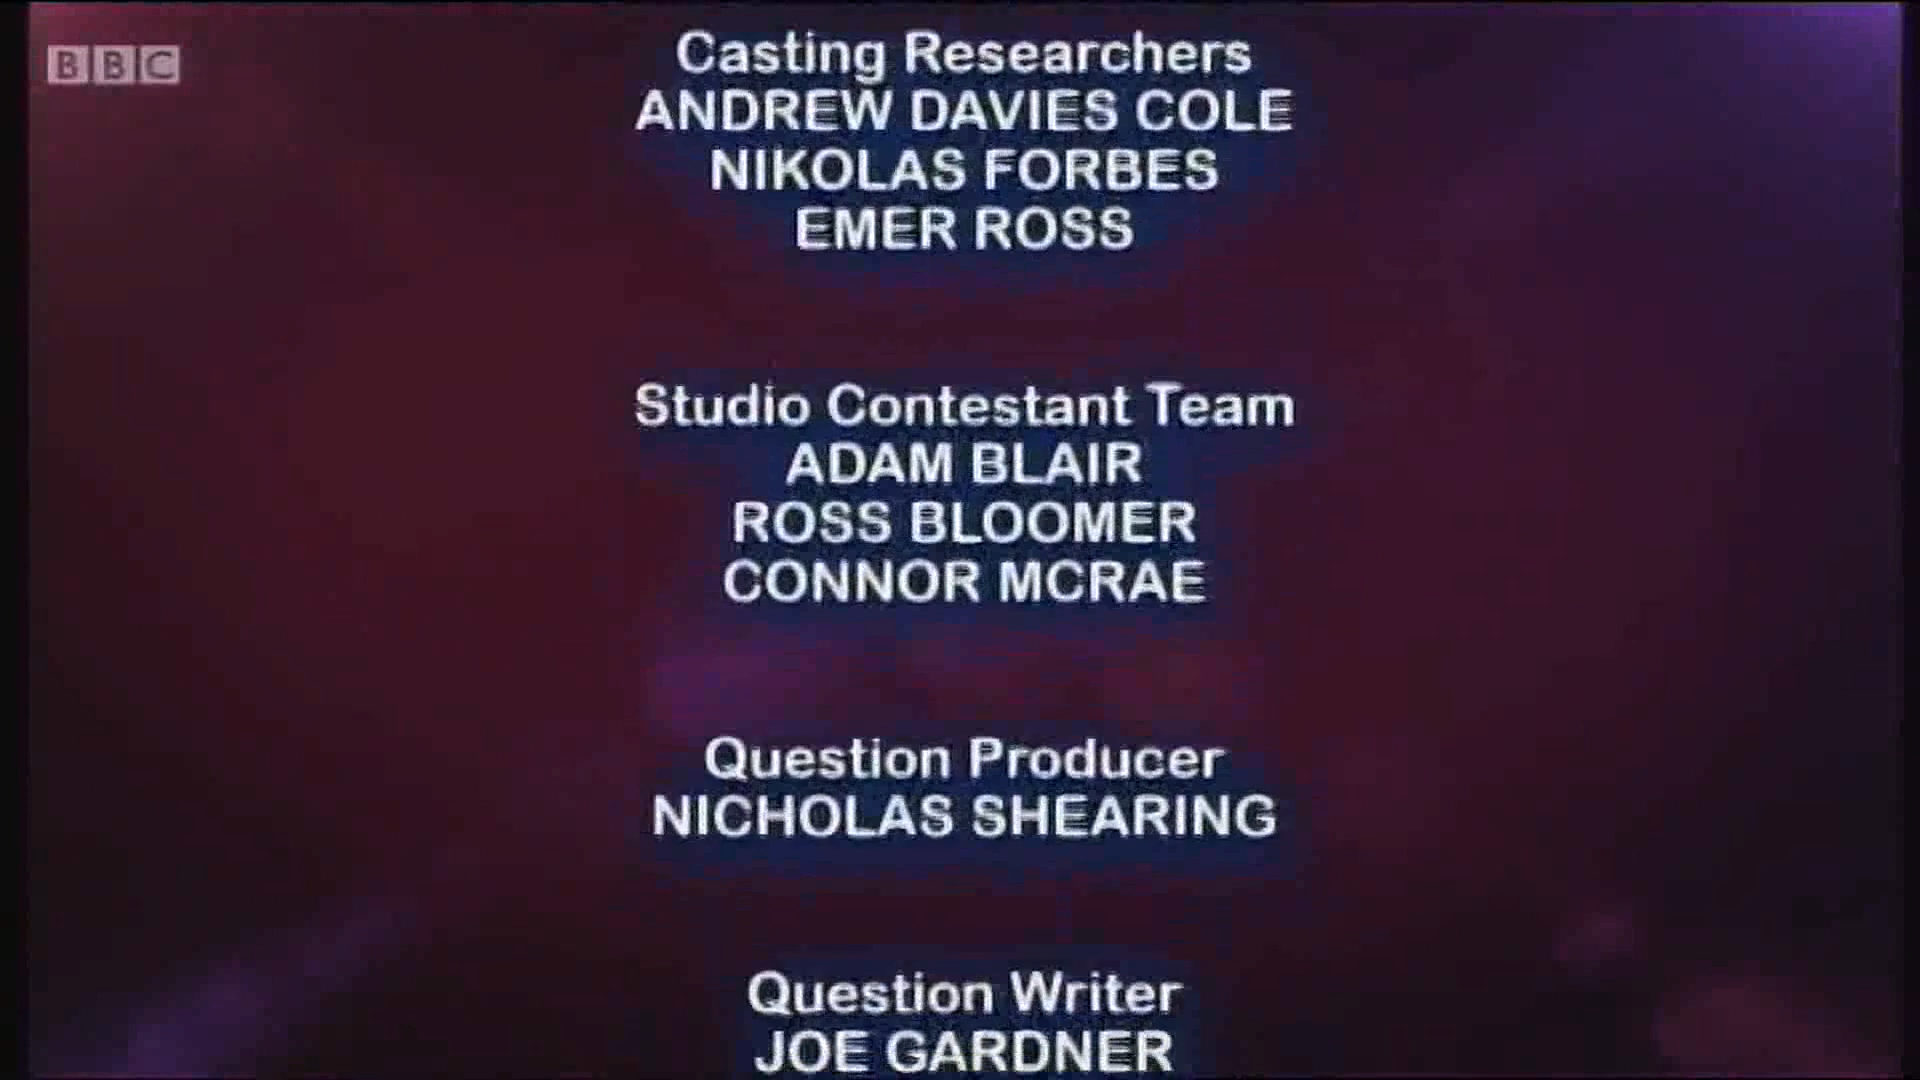 BBC
Casting Researchers
ANDREW DAVIES COLE
NIKOLAS FORBES
EMER ROSS
Studio Contestant Team
ADAM BLAIR
ROSS BLOOMER
CONNOR MCRAE
Question Producer
NICHOLAS SHEARING
Question Writer
JOE GARDNER